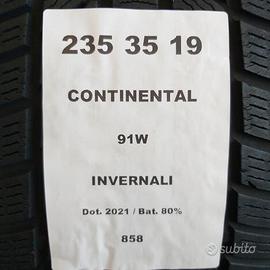 235 35 19
CONTINENTAL
91W
INVERNALI
Dot. 2021 / Bat. 80%
858
subito